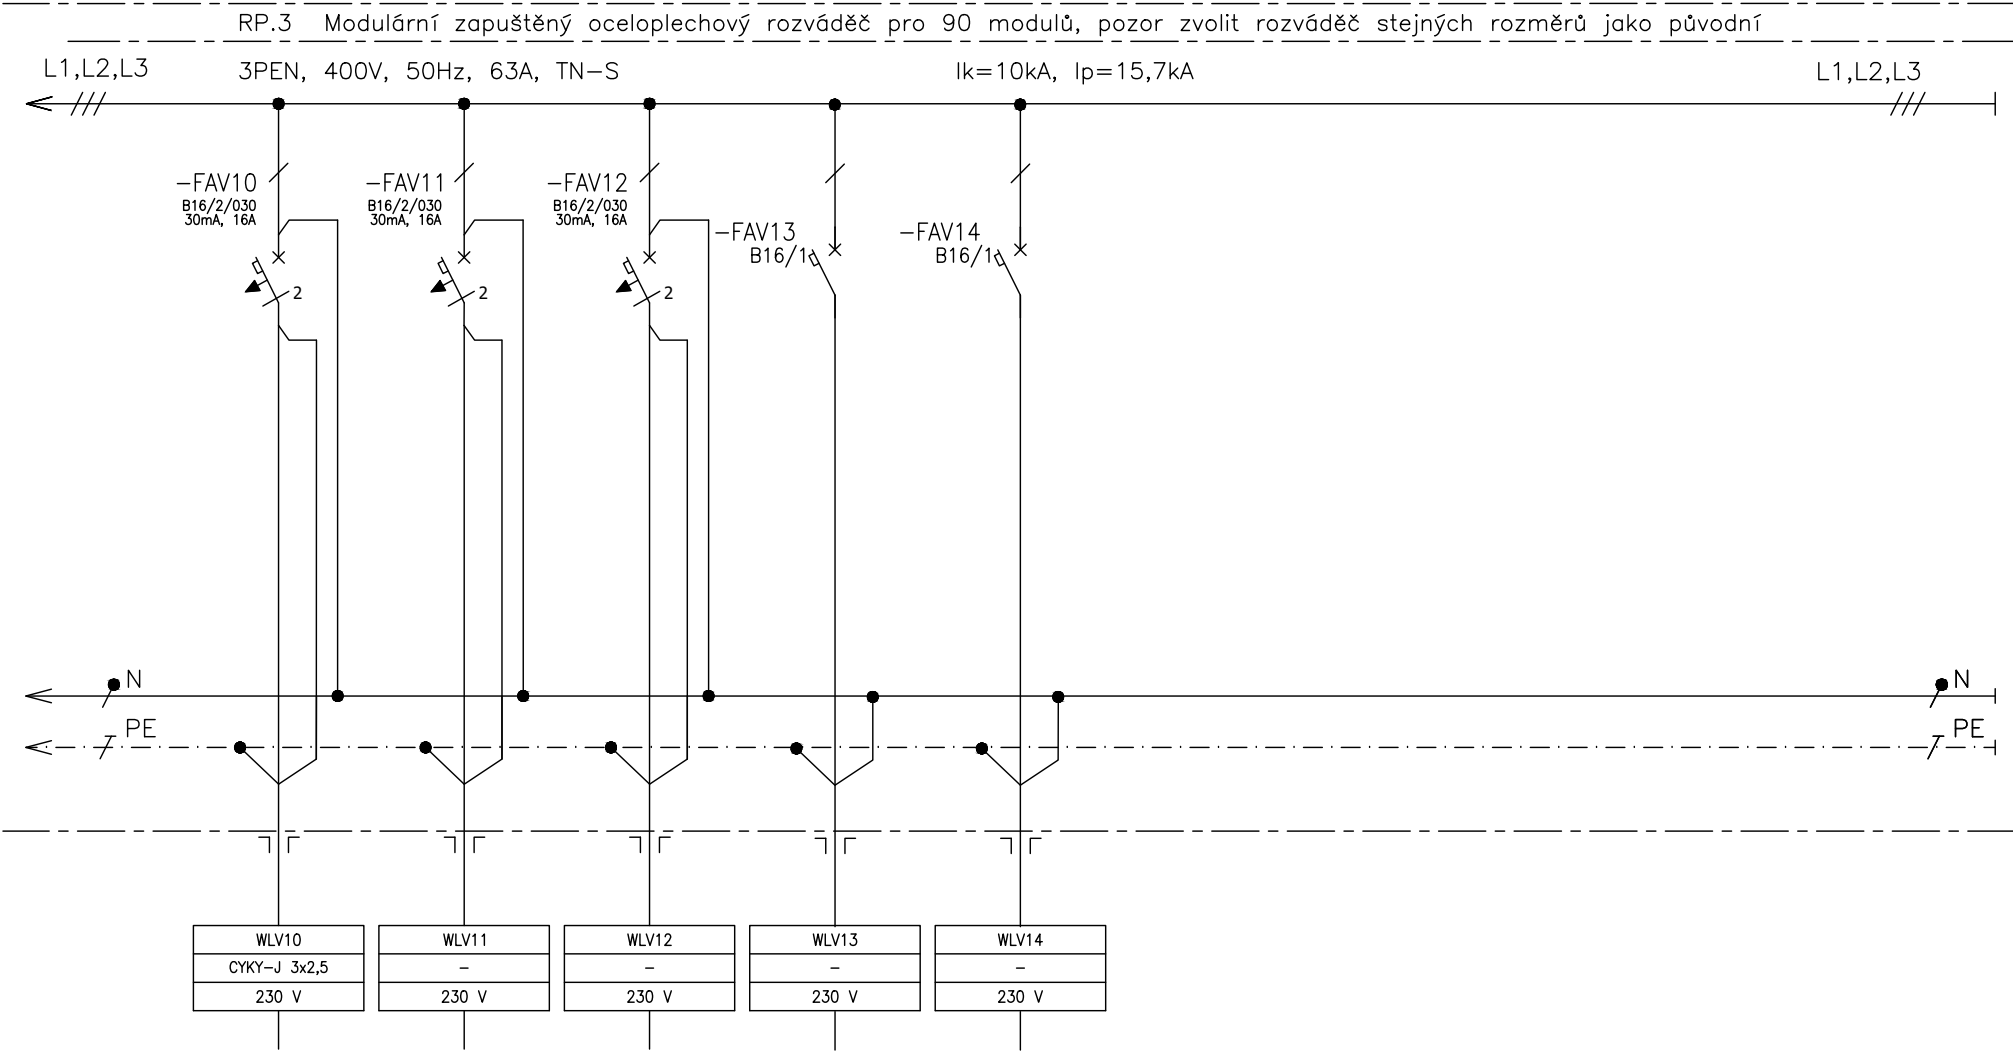 RP.3 Modulární zapuštěný oceloplechový rozváděč pro 90 modulů, pozor zvolit rozváděč stejných rozměrů jako původní
L1,L2,L3 3PEN, 400V, 50Hz, 63A, TN-S Ik=10kA, Ip=15,7kA L1,L2,L3
-FAV10
B16/2/030
30mA, 16A
2
-FAV11
B16/2/030
30mA, 16A
2
-FAV12
B16/2/030
30mA, 16A
2
-FAV13
B16/1
-FAV14
B16/1
N N
PE PE
WLV10
CYKY-J 3x2,5
230 V
WLV11
-
230 V
WLV12
-
230 V
WLV13
-
230 V
WLV14
-
230 V